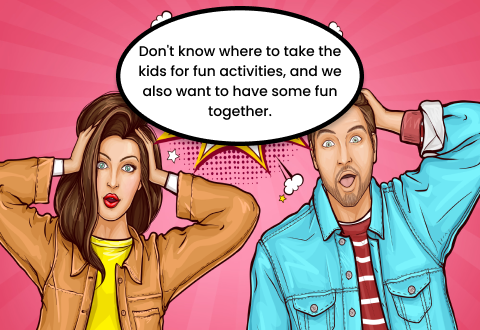 Don't know where to take the
kids for fun activities, and we
also want to have some fun
together.